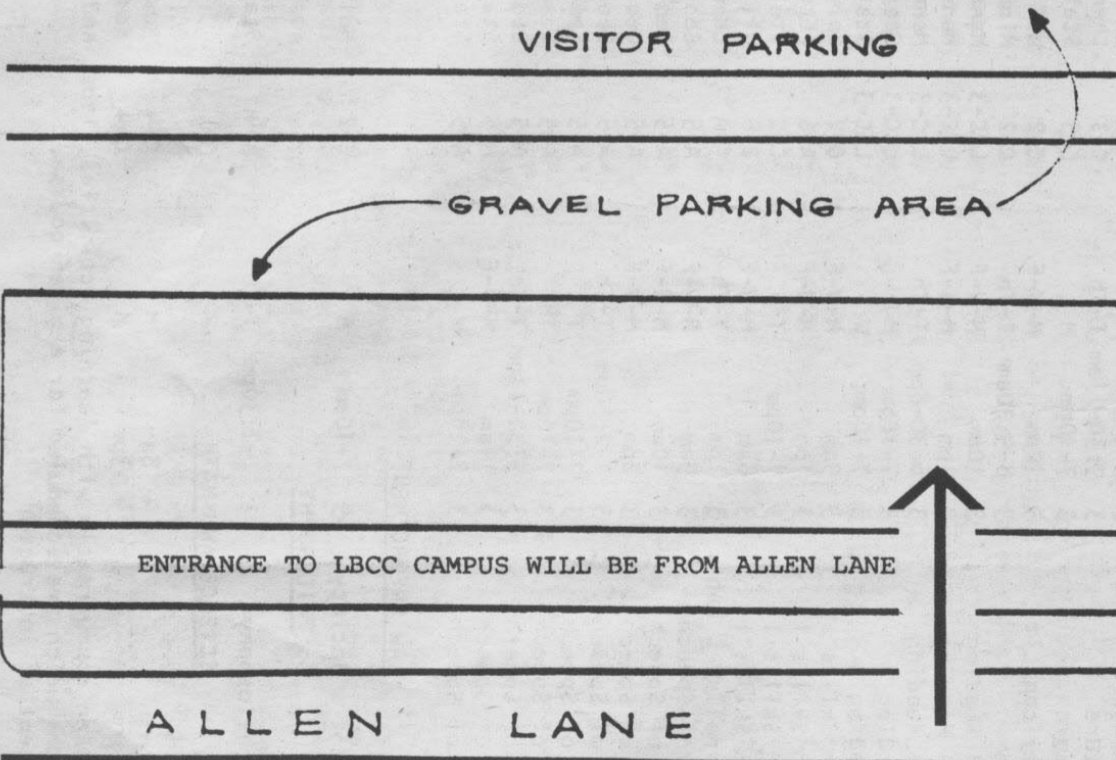 VISITOR PARKING
GRAVEL PARKING AREA
ENTRANCE TO LBCC CAMPUS WILL BE FROM ALLEN LANE
ALLEN LANE